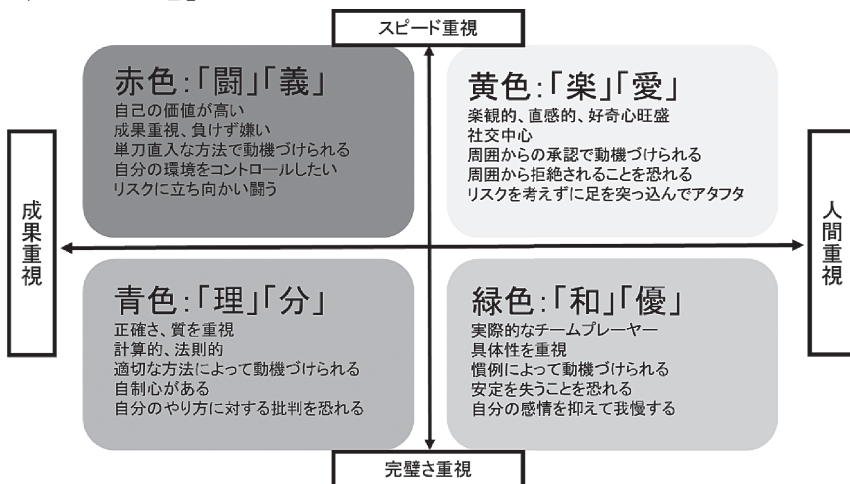 スピード重視
赤色:「闘」「義」
自己の価値が高い
成果重視、負けず嫌い
単刀直入な方法で動機づけられる
自分の環境をコントロールしたい
リスクに立ち向かい闘う
黄色:「楽」「愛」
楽観的、直感的、好奇心旺盛
社交中心
周囲からの承認で動機づけられる
周囲から拒絶されることを恐れる
リスクを考えずに足を突っ込んでアタフタ
成果重視
人間重視
青色:「理」「分」
正確さ、質を重視
計算的、法則的
適切な方法によって動機づけられる
自制心がある
自分のやり方に対する批判を恐れる
緑色:「和」「優」
実際的なチームプレーヤー
具体性を重視
慣例によって動機づけられる
安定を失うことを恐れる
自分の感情を抑えて我慢する
完璧さ重視